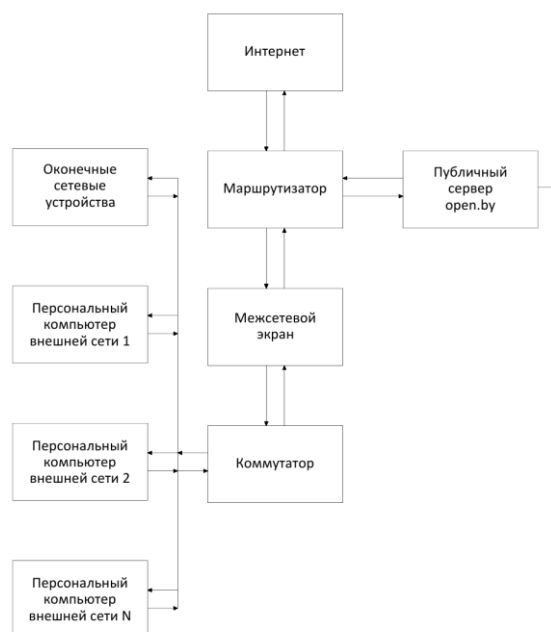 Интернет
Оконечные
сетевые
устройства
Маршрутизатор
Публичный
сервер
open.by
Персональный
компьютер
внешней сети 1
Межсетевой
экран
Персональный
компьютер
внешней сети 2
Коммутатор
Персональный
компьютер
внешней сети N